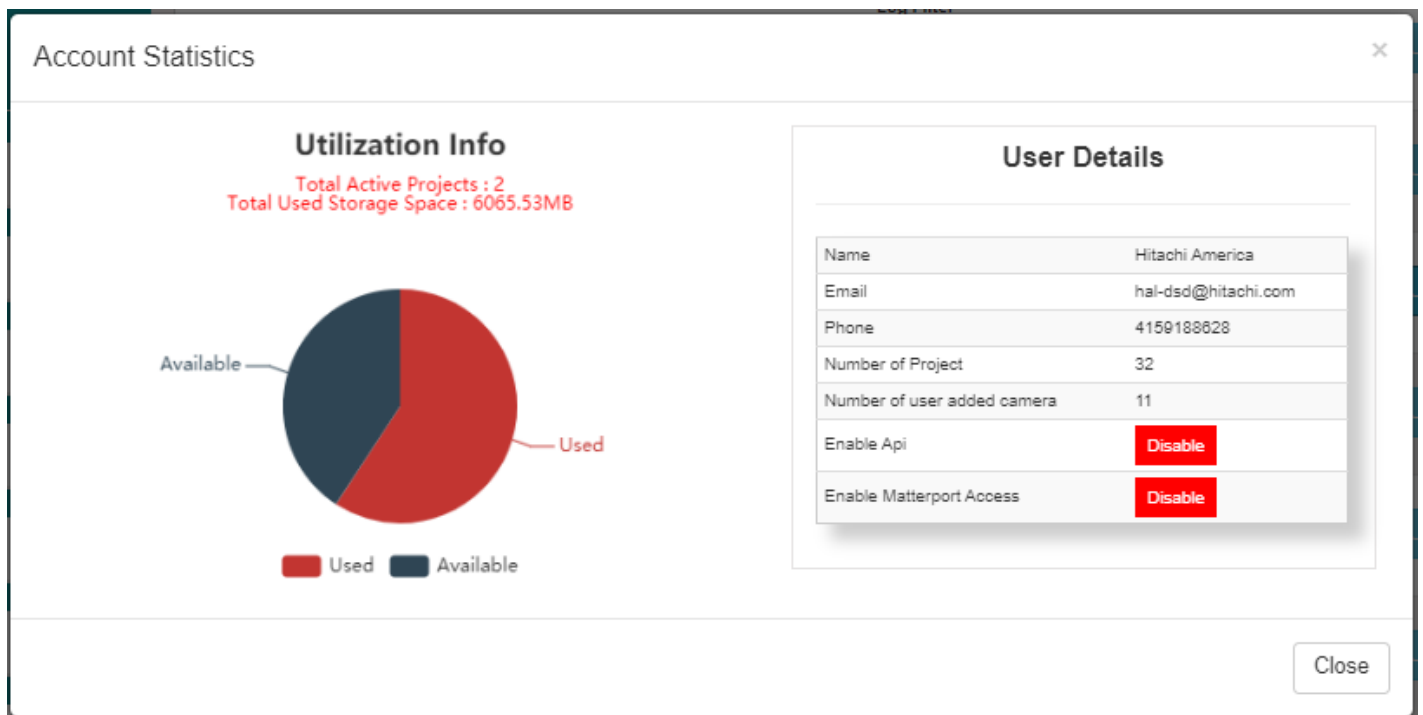 Account Statistics
×
Utilization Info
Total Active Projects : 2
Total Used Storage Space : 6065.53MB
Available
Used
Used Available
User Details
Name Hitachi America
Email hal-dsd@hitachi.com
Phone 4159188628
Number of Project 32
Number of user added camera 11
Enable Api Disable
Enable Matterport Access Disable
Close